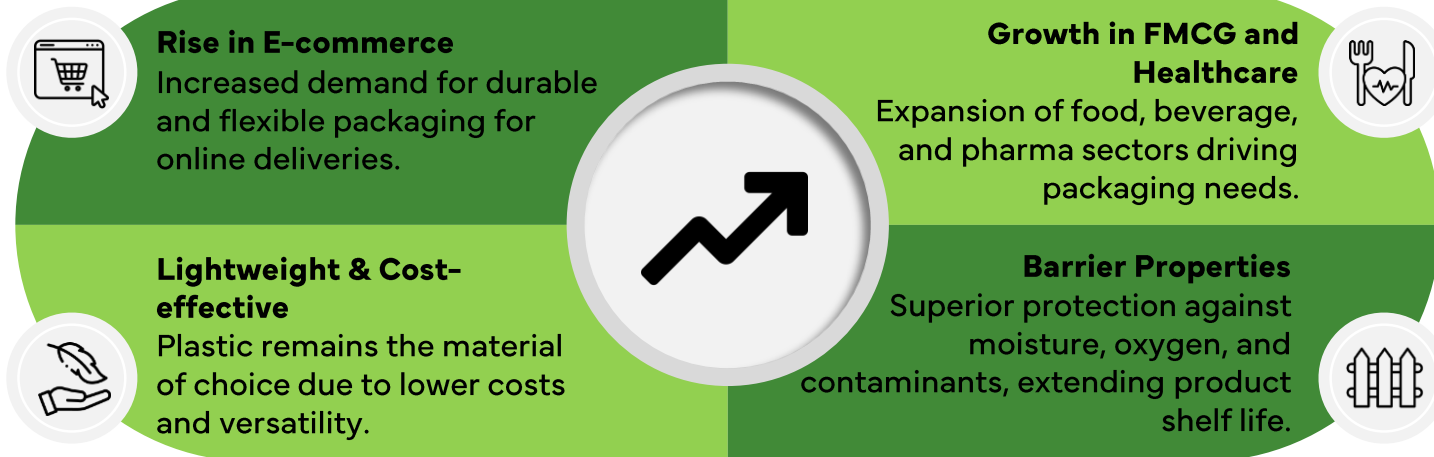 Rise in E-commerce
Increased demand for durable
and flexible packaging for
online deliveries.
Growth in FMCG and
Healthcare
Expansion of food, beverage,
and pharma sectors driving
packaging needs.
Lightweight & Cost-
effective
Plastic remains the material
of choice due to lower costs
and versatility.
Barrier Properties
Superior protection against
moisture, oxygen, and
contaminants, extending product
shelf life.